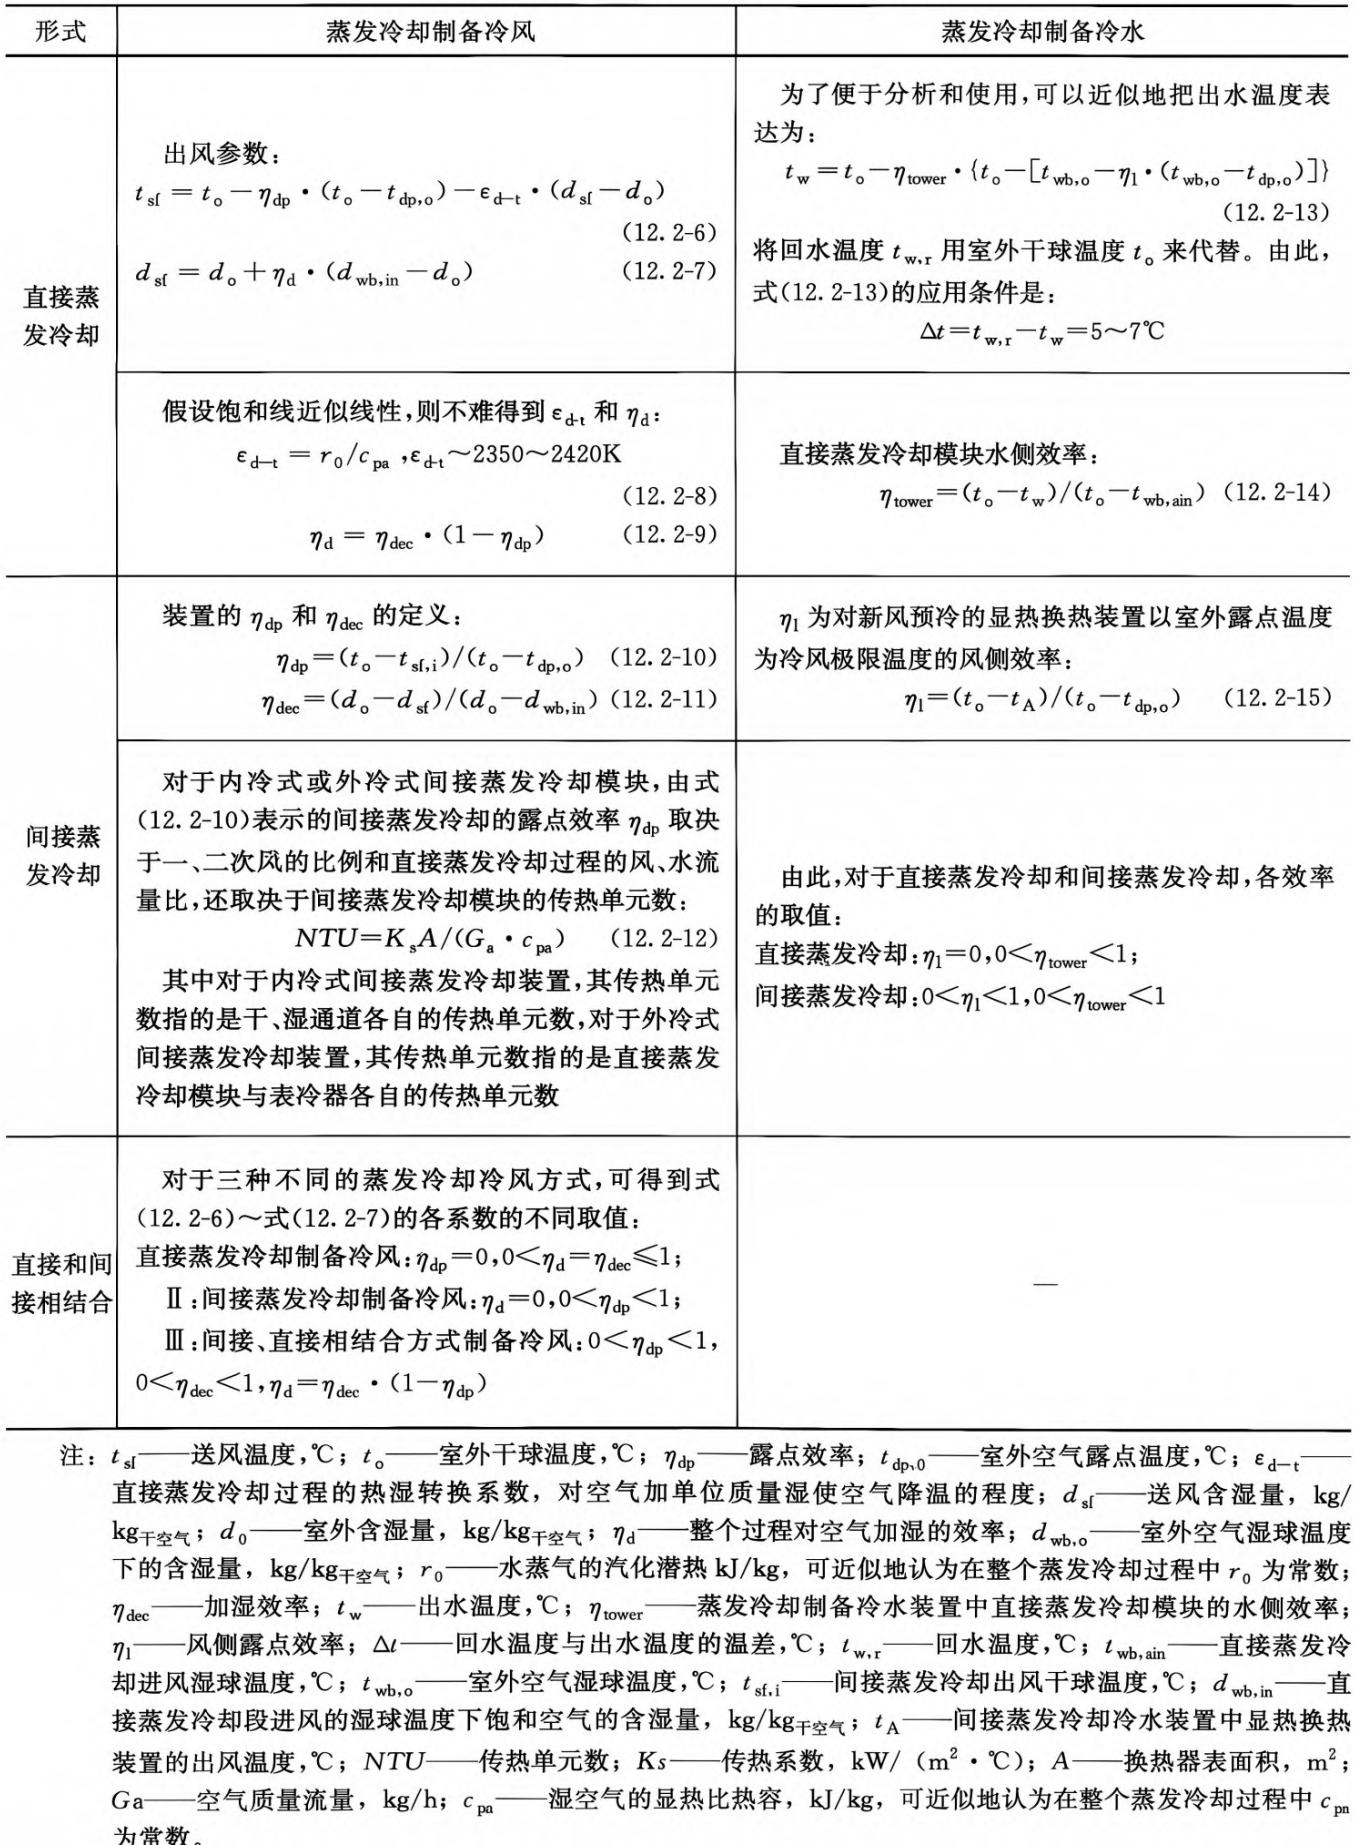 形式 蒸发冷却制备冷风 蒸发冷却制备冷水
直接蒸
发冷却
出风参数：
t_sf = t_o − η_dp · (t_o − t_dp,o) − ε_d−t · (d_sf − d_o)
(12. 2-6)
d_sf = d_o + η_d · (d_wb,in − d_o) (12. 2-7)
为了便于分析和使用，可以近似地把出水温度表
达为：
t_w = t_o − η_tower · {t_o − [t_wb,o − η_l · (t_wb,o − t_dp,o)]}
(12. 2-13)
将回水温度 t_w,r 用室外干球温度 t_o 来代替。由此，
式(12. 2-13)的应用条件是：
Δt=t_w,r−t_w=5～7℃
假设饱和线近似线性，则不难得到 ε_d-t 和 η_d：
ε_d−t = r_0/c_pa ,ε_d-t～2350～2420K
(12. 2-8)
η_d = η_dec · (1 − η_dp) (12. 2-9)
直接蒸发冷却模块水侧效率：
η_tower=(t_o−t_w)/(t_o−t_wb,ain) (12. 2-14)
间接蒸
发冷却
装置的 η_dp 和 η_dec 的定义：
η_dp=(t_o−t_sf,i)/(t_o−t_dp,o) (12. 2-10)
η_dec=(d_o−d_sf)/(d_o−d_wb,in) (12. 2-11)
η_l 为对新风预冷的显热换热装置以室外露点温度
为冷风极限温度的风侧效率：
η_l=(t_o−t_A)/(t_o−t_dp,o) (12. 2-15)
对于内冷式或外冷式间接蒸发冷却模块，由式
(12. 2-10)表示的间接蒸发冷却的露点效率 η_dp 取决
于一、二次风的比例和直接蒸发冷却过程的风、水流
量比，还取决于间接蒸发冷却模块的传热单元数：
NTU=K_sA/(G_a · c_pa) (12. 2-12)
其中对于内冷式间接蒸发冷却装置，其传热单元
数指的是干、湿通道各自的传热单元数，对于外冷式
间接蒸发冷却装置，其传热单元数指的是直接蒸发
冷却模块与表冷器各自的传热单元数
由此，对于直接蒸发冷却和间接蒸发冷却，各效率
的取值：
直接蒸发冷却：η_l=0,0<η_tower<1；
间接蒸发冷却：0<η_l<1,0<η_tower<1
直接和间
接相结合
对于三种不同的蒸发冷却冷风方式，可得到式
(12. 2-6)～式(12. 2-7)的各系数的不同取值：
直接蒸发冷却制备冷风：η_dp=0,0<η_d=η_dec≤1；
Ⅱ：间接蒸发冷却制备冷风：η_d=0,0<η_dp<1；
Ⅲ：间接、直接相结合方式制备冷风：0<η_dp<1，
0<η_dec<1,η_d=η_dec · (1−η_dp)
—
注：t_sf——送风温度，℃；t_o——室外干球温度，℃；η_dp——露点效率；t_dp、0——室外空气露点温度，℃；ε_d−t——
直接蒸发冷却过程的热湿转换系数，对空气加单位质量湿使空气降温的程度；d_sf——送风含湿量，kg/
kg干空气；d_0——室外含湿量，kg/kg干空气；η_d——整个过程对空气加湿的效率；d_wb,o——室外空气湿球温度
下的含湿量，kg/kg干空气；r_0——水蒸气的汽化潜热 kJ/kg，可近似地认为在整个蒸发冷却过程中 r_0 为常数；
η_dec——加湿效率；t_w——出水温度，℃；η_tower——蒸发冷却制备冷水装置中直接蒸发冷却模块的水侧效率；
η_l——风侧露点效率；Δt——回水温度与出水温度的温差，℃；t_w,r——回水温度，℃；t_wb,ain——直接蒸发冷
却进风湿球温度，℃；t_wb,o——室外空气湿球温度，℃；t_sf,i——间接蒸发冷却出风干球温度，℃；d_wb,in——直
接蒸发冷却段进风的湿球温度下饱和空气的含湿量，kg/kg干空气；t_A——间接蒸发冷却冷水装置中显热换热
装置的出风温度，℃；NTU——传热单元数；Ks——传热系数，kW/（m²·℃）；A——换热器表面积，m²；
Ga——空气质量流量，kg/h；c_pa——湿空气的显热比热容，kJ/kg，可近似地认为在整个蒸发冷却过程中 c_pa
为常数。